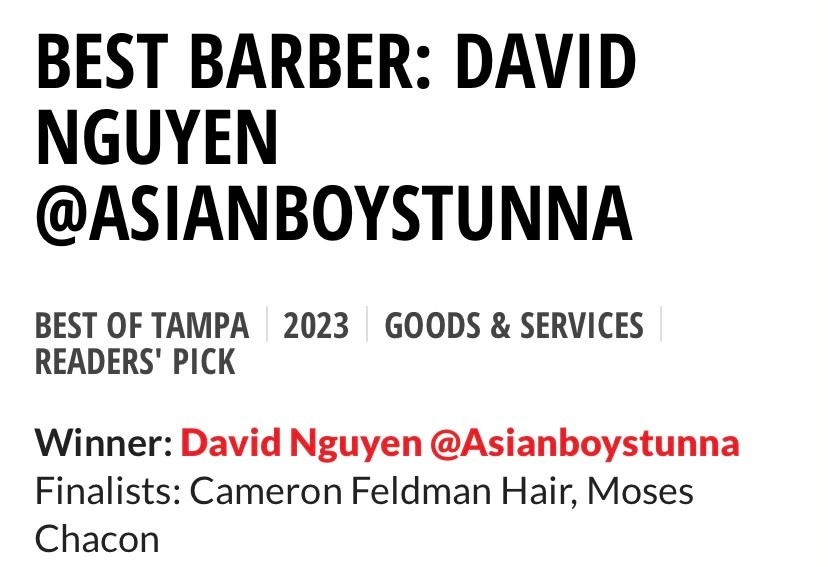 BEST BARBER: DAVID
NGUYEN
@ASIANBOYSTUNNA
BEST OF TAMPA | 2023 | GOODS & SERVICES |
READERS' PICK
Winner: David Nguyen @Asianboystunna
Finalists: Cameron Feldman Hair, Moses
Chacon